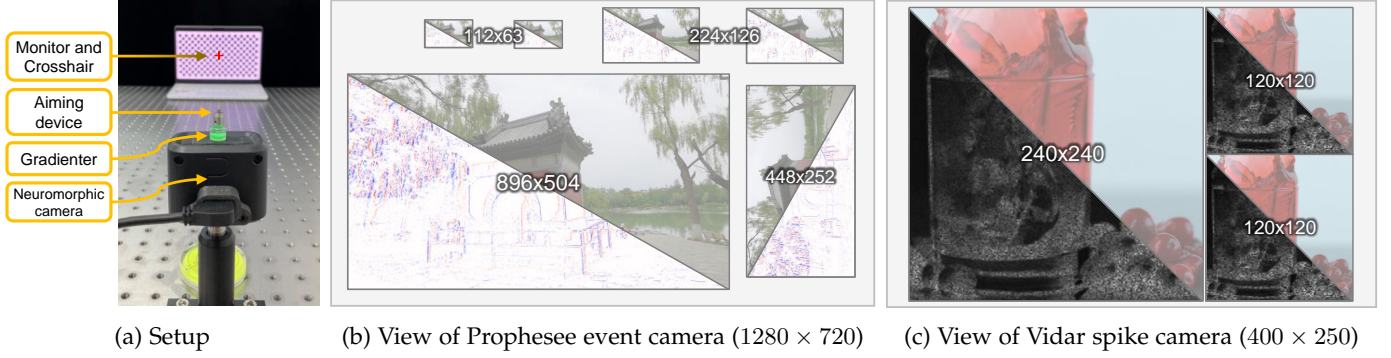 Monitor and
Crosshair
Aiming
device
Gradienter
Neuromorphic
camera
(a) Setup
112x63
224x126
896x504
448x252
(b) View of Prophesee event camera (1280 × 720)
240x240
120x120
120x120
(c) View of Vidar spike camera (400 × 250)